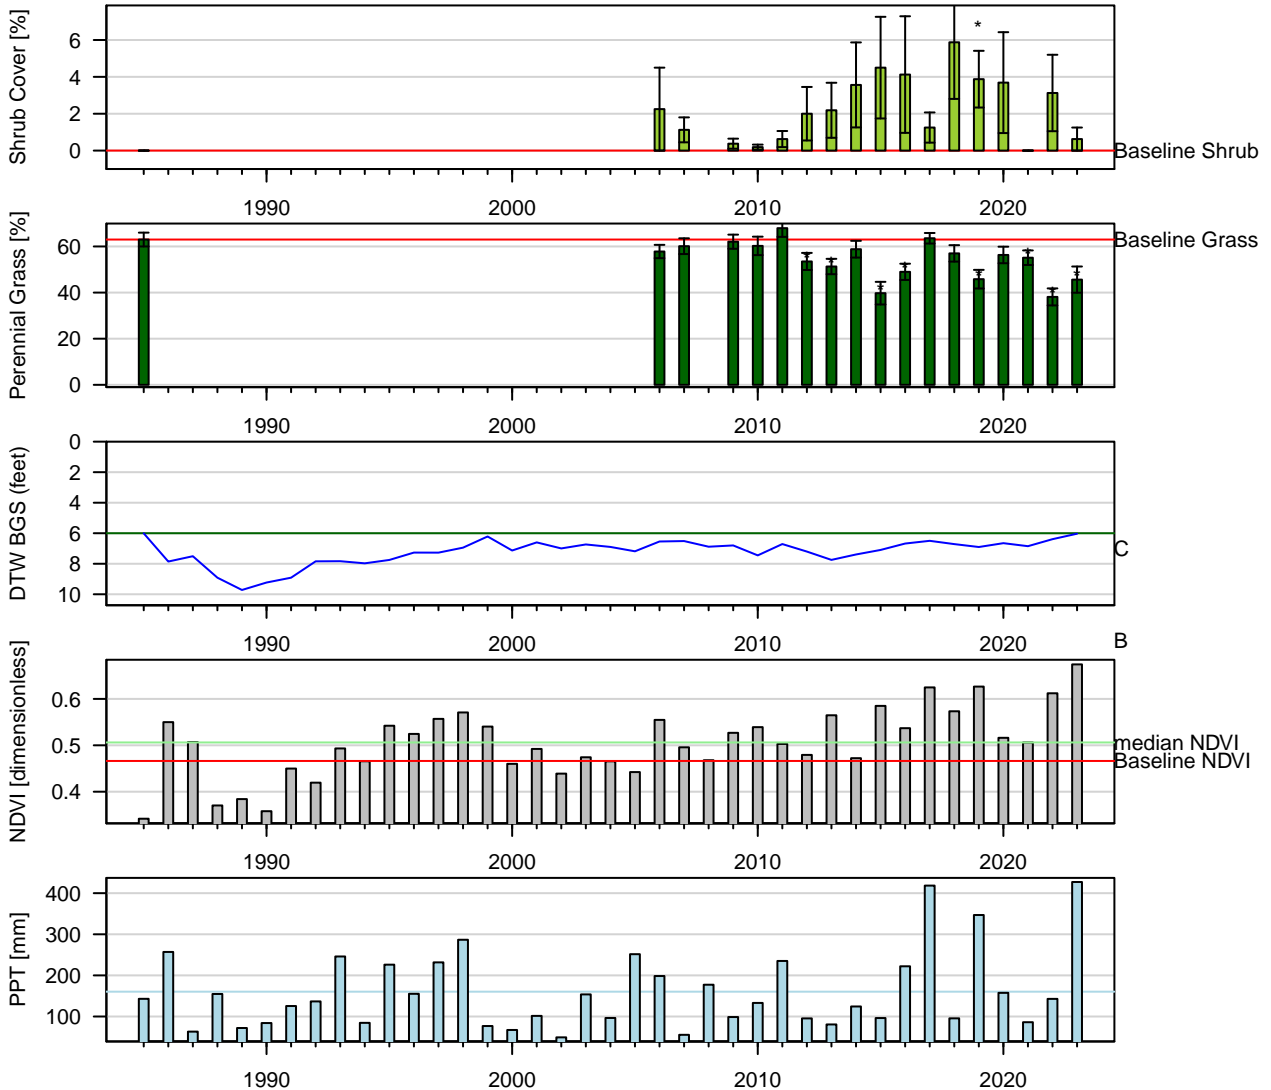 Shrub Cover [%]
6
4
2
0
Baseline Shrub
*
1990 2000 2010 2020
Perennial Grass [%]
60
40
20
0
Baseline Grass
* * * * * * * *
1990 2000 2010 2020
DTW BGS (feet)
0
2
4
6
8
10
C
1990 2000 2010 2020
B
NDVI [dimensionless]
0.6
0.5
0.4
median NDVI
Baseline NDVI
1990 2000 2010 2020
PPT [mm]
400
300
200
100
1990 2000 2010 2020